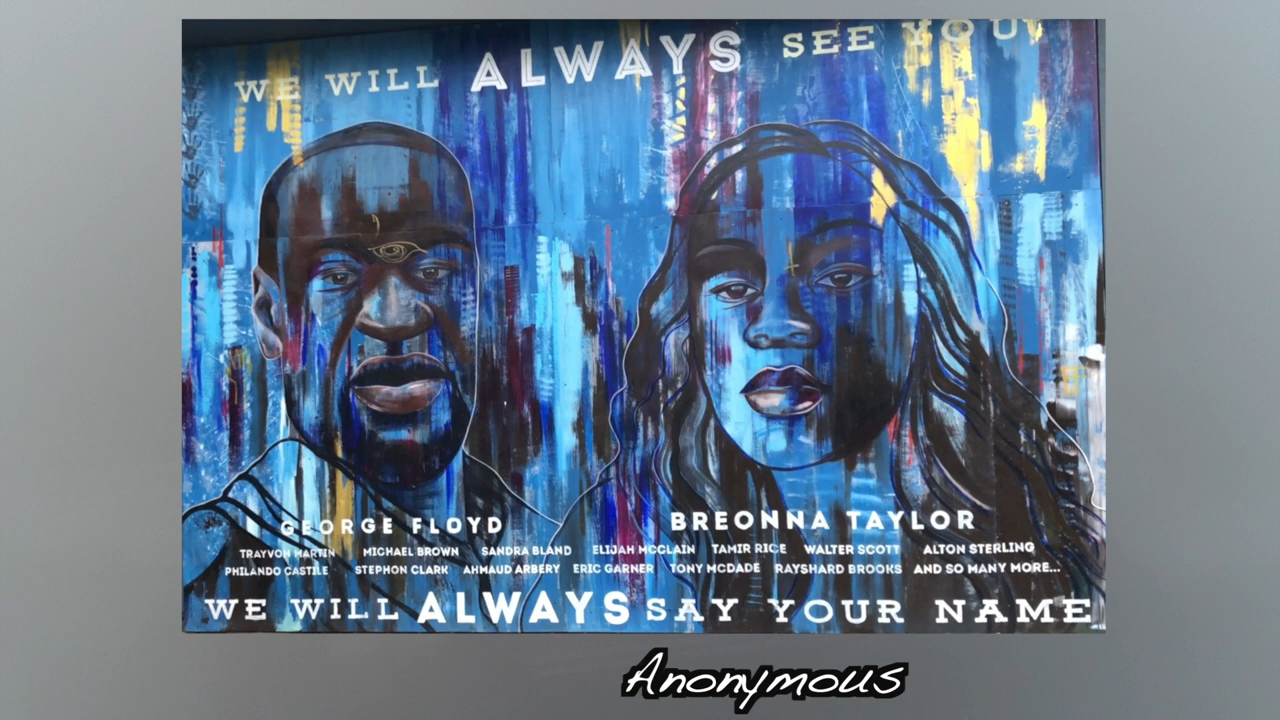 WE WILL ALWAYS SEE YOU
GEORGE FLOYD
BREONNA TAYLOR
TRAYVON MARTIN MICHAEL BROWN SANDRA BLAND ELIJAH MCCLAIN TAMIR RICE WALTER SCOTT ALTON STERLING
PHILANDO CASTILE STEPHON CLARK AHMAUD ARBERY ERIC GARNER TONY MCDADE RAYSHARD BROOKS AND SO MANY MORE...
WE WILL ALWAYS SAY YOUR NAME
Anonymous